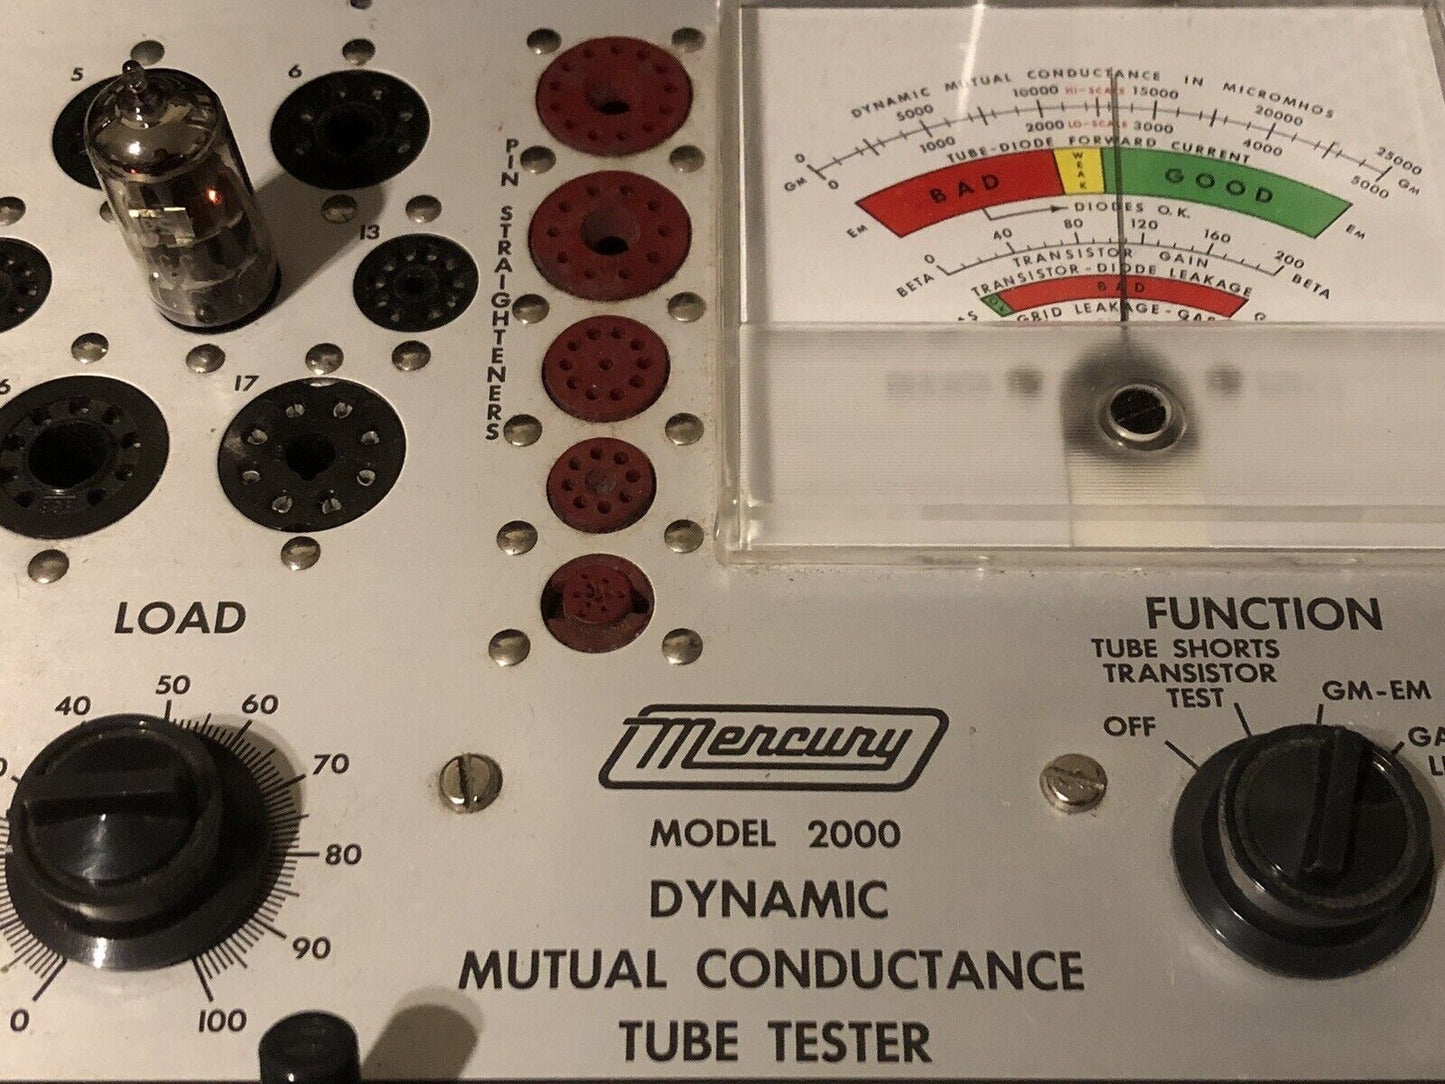 5
6
13
6
17
PIN STRAIGHTENERS
DYNAMIC MUTUAL CONDUCTANCE IN MICROMHOS
0 5000 10000 HI-SCALE 15000 20000 25000
GM GM
0 1000 2000 LO-SCALE 3000 4000 5000
TUBE-DIODE FORWARD CURRENT
BAD WEAK GOOD
EM EM
DIODES O.K.
0 40 80 120 160 200
BETA TRANSISTOR GAIN BETA
TRANSISTOR-DIODE LEAKAGE
BAD
GRID LEAKAGE-GA
LOAD
40 50 60
70
80
90
0 100
FUNCTION
TUBE SHORTS
TRANSISTOR
TEST
OFF
GM-EM
GA
Mercury
MODEL 2000
DYNAMIC
MUTUAL CONDUCTANCE
TUBE TESTER